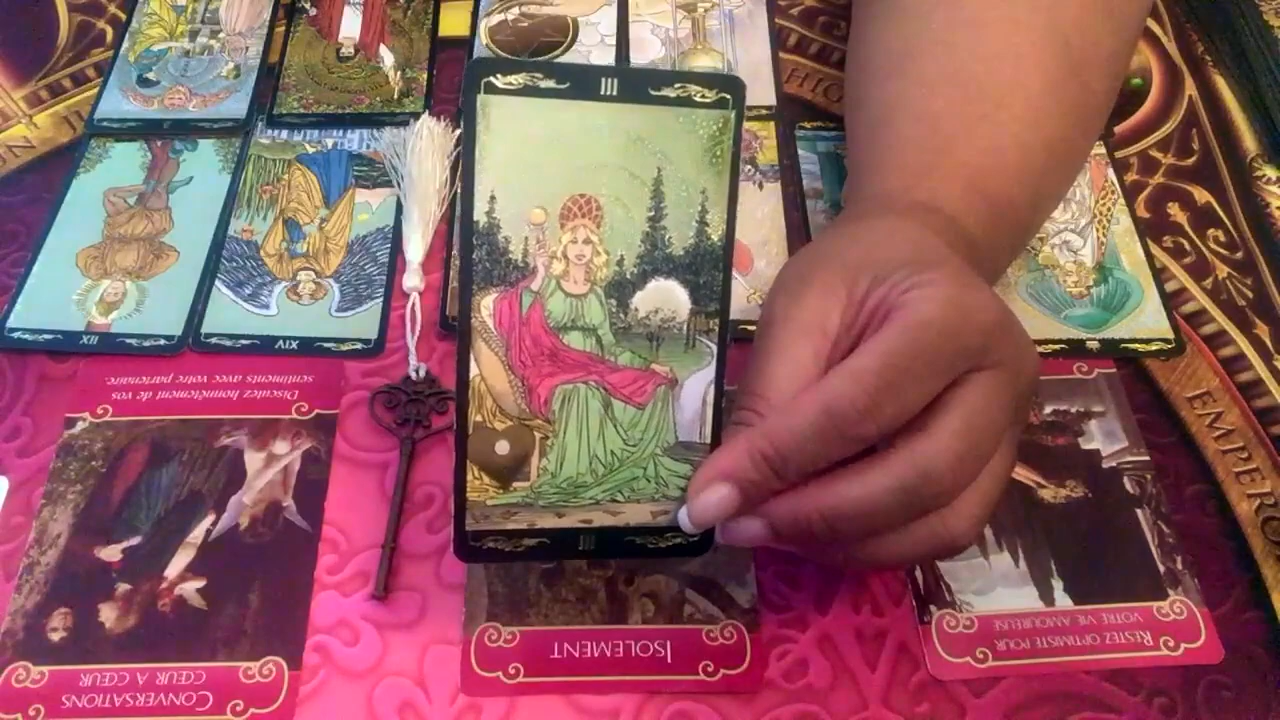 III
III
XII
XIV
Discutez honnêtement de vos
sentiments avec votre partenaire.
CONVERSATIONS
CŒUR A CŒUR
ISOLEMENT
RESTEZ OPTIMISTE POUR
VOTRE VIE AMOUREUSE
EMPERO